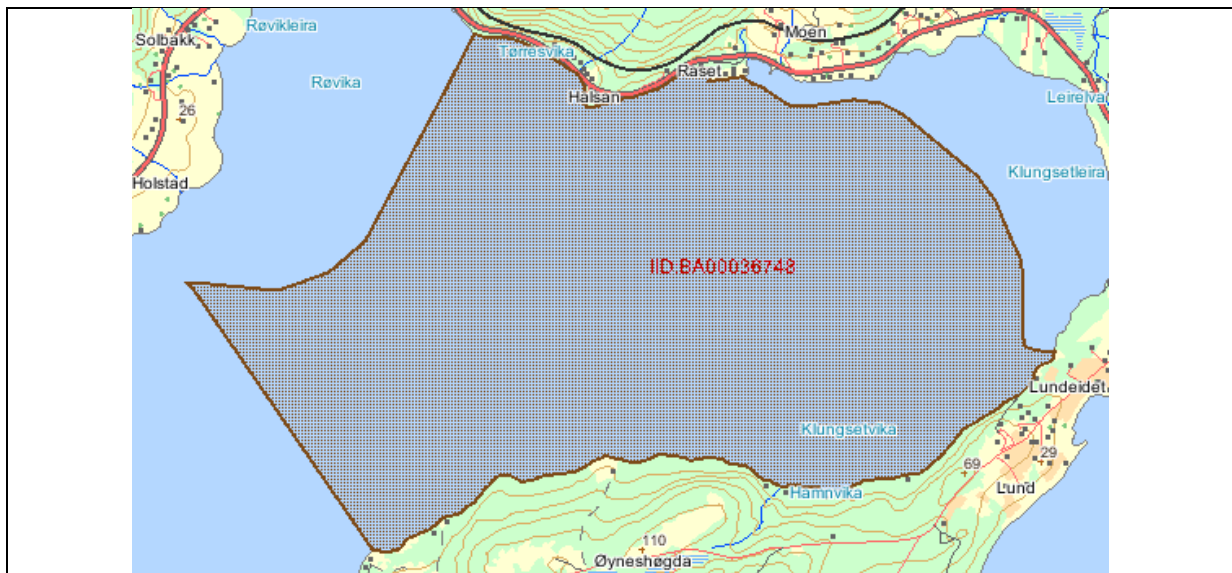 Røvikleira
Moen
Solbakk
Tørresvika
Røvika
Raset
Halsan
Leirelva
26
Klungsetleira
Holstad
IID:BA00036748
Lundeidet
Klungsetvika
29
69
Lund
Hamnvika
110
Øyneshøgda